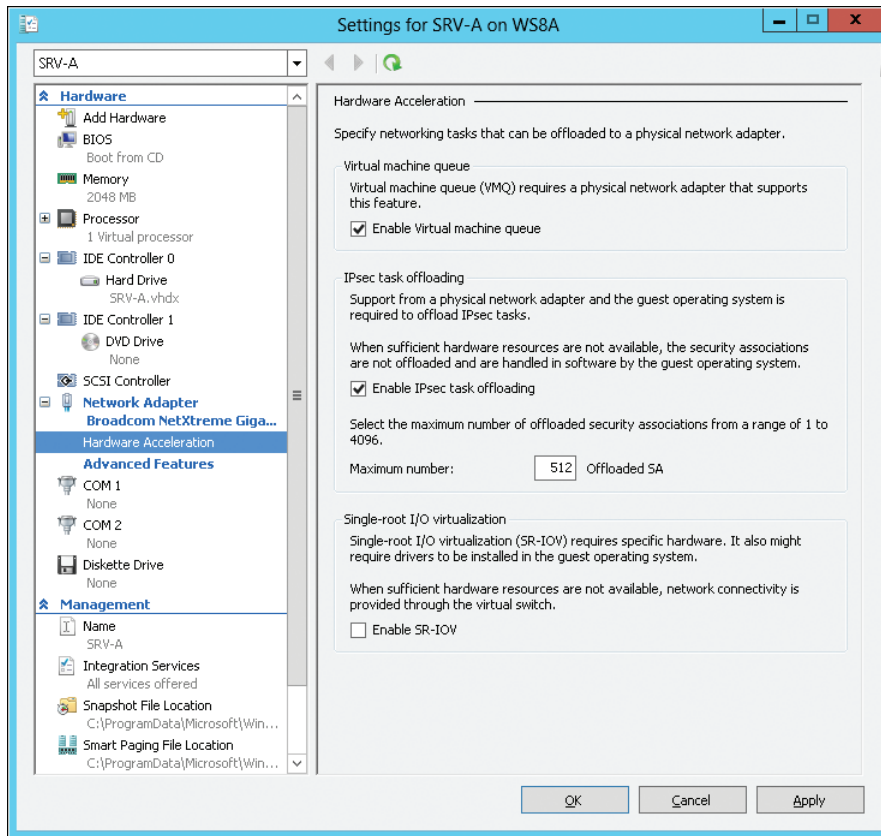 Settings for SRV-A on WS8A
SRV-A
Hardware
Add Hardware
BIOS
Boot from CD
Memory
2048 MB
Processor
1 Virtual processor
IDE Controller 0
Hard Drive
SRV-A.vhdx
IDE Controller 1
DVD Drive
None
SCSI Controller
Network Adapter
Broadcom NetXtreme Giga...
Hardware Acceleration
Advanced Features
COM 1
None
COM 2
None
Diskette Drive
None
Management
Name
SRV-A
Integration Services
All services offered
Snapshot File Location
C:\ProgramData\Microsoft\Win...
Smart Paging File Location
C:\ProgramData\Microsoft\Win...
Hardware Acceleration
Specify networking tasks that can be offloaded to a physical network adapter.
Virtual machine queue
Virtual machine queue (VMQ) requires a physical network adapter that supports
this feature.
Enable Virtual machine queue
IPsec task offloading
Support from a physical network adapter and the guest operating system is
required to offload IPsec tasks.
When sufficient hardware resources are not available, the security associations
are not offloaded and are handled in software by the guest operating system.
Enable IPsec task offloading
Select the maximum number of offloaded security associations from a range of 1 to
4096.
Maximum number: 512 Offloaded SA
Single-root I/O virtualization
Single-root I/O virtualization (SR-IOV) requires specific hardware. It also might
require drivers to be installed in the guest operating system.
When sufficient hardware resources are not available, network connectivity is
provided through the virtual switch.
Enable SR-IOV
OK Cancel Apply